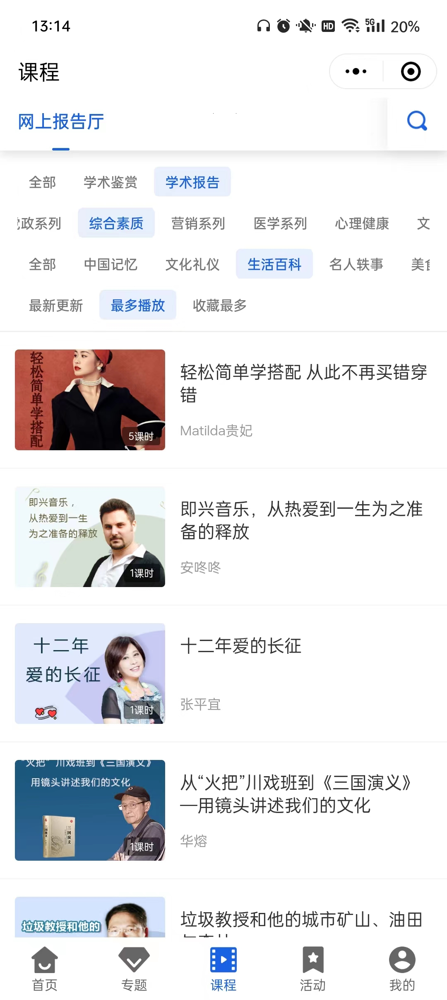 13:14
HD 5G 20%
课程
网上报告厅
全部 学术鉴赏 学术报告
政系列 综合素质 营销系列 医学系列 心理健康 文
全部 中国记忆 文化礼仪 生活百科 名人轶事 美
最新更新 最多播放 收藏最多
轻松简单学搭配
5课时
轻松简单学搭配 从此不再买错穿
错
Matilda贵妃
即兴音乐，
从热爱到一生
为之准备的释放
1课时
即兴音乐，从热爱到一生为之准
备的释放
安咚咚
十二年
爱的长征
1课时
十二年爱的长征
张平宜
“火把”川戏班到《三国演义》
用镜头讲述我们的文化
三国演义
三国演义
1课时
从“火把”川戏班到《三国演义》
—用镜头讲述我们的文化
华熔
垃圾教授和他的
垃圾教授和他的城市矿山、油田
首页 专题 课程 活动 我的